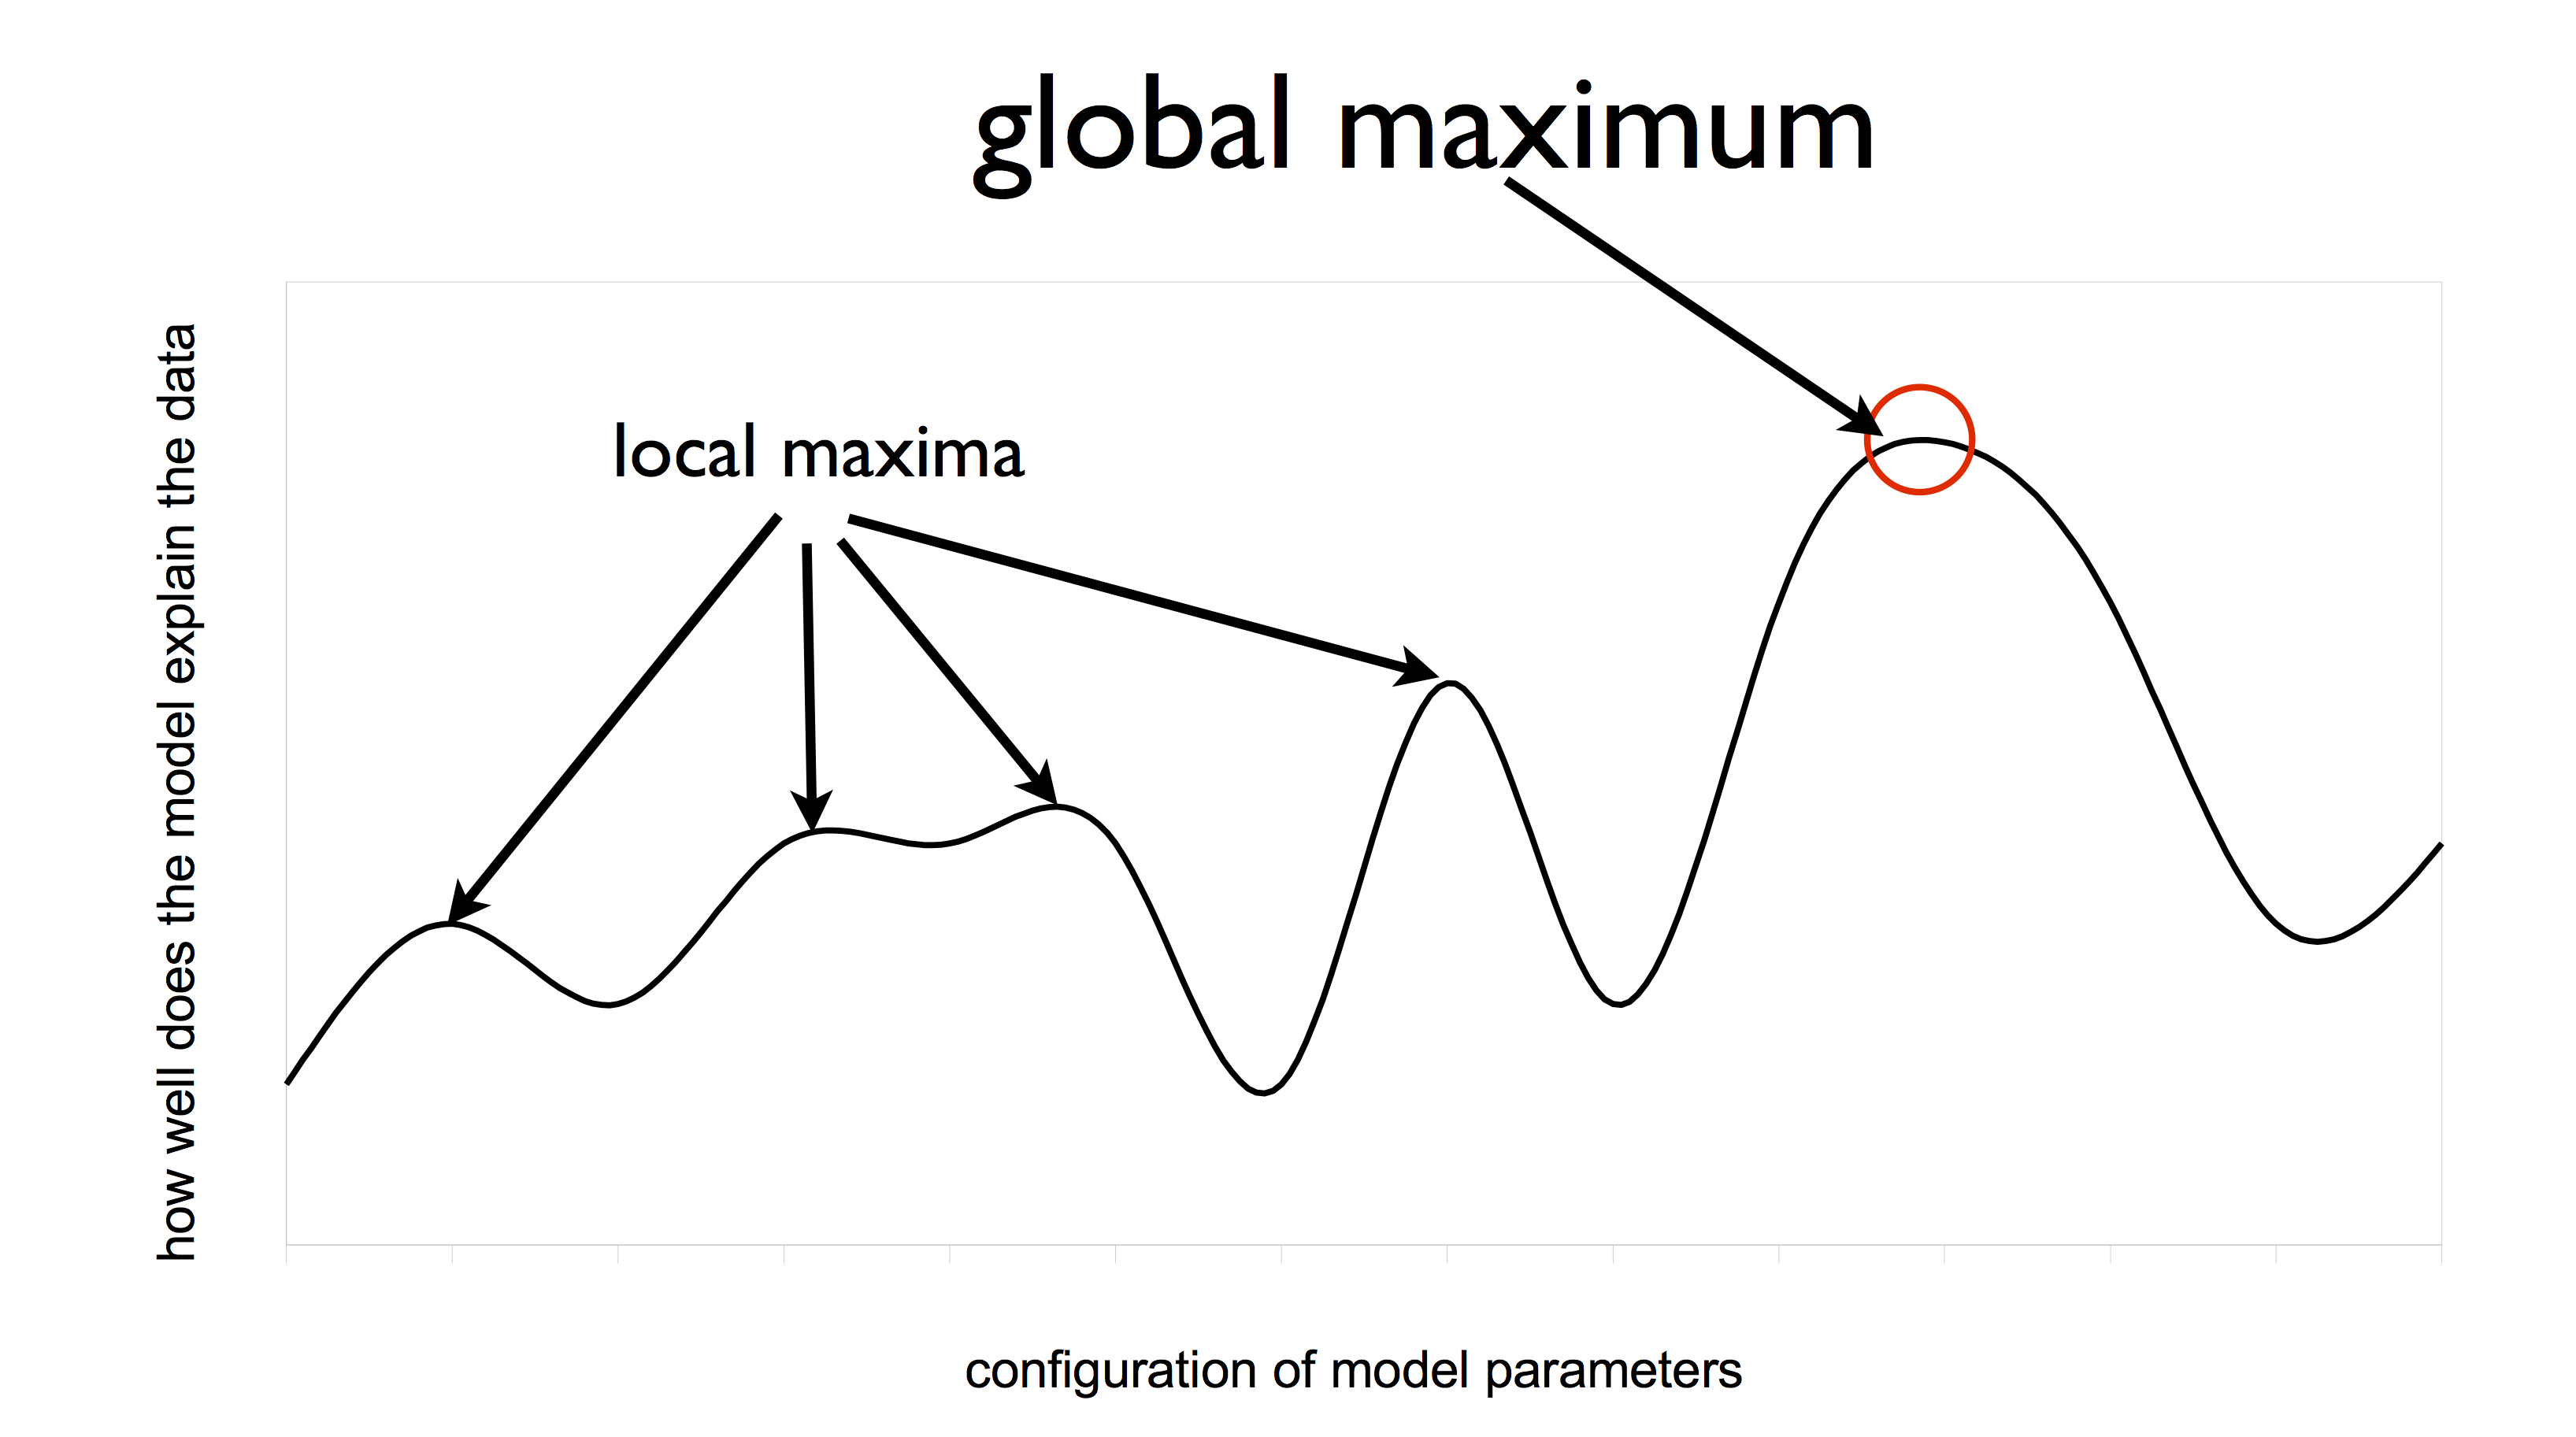 global maximum
local maxima
how well does the model explain the data
configuration of model parameters